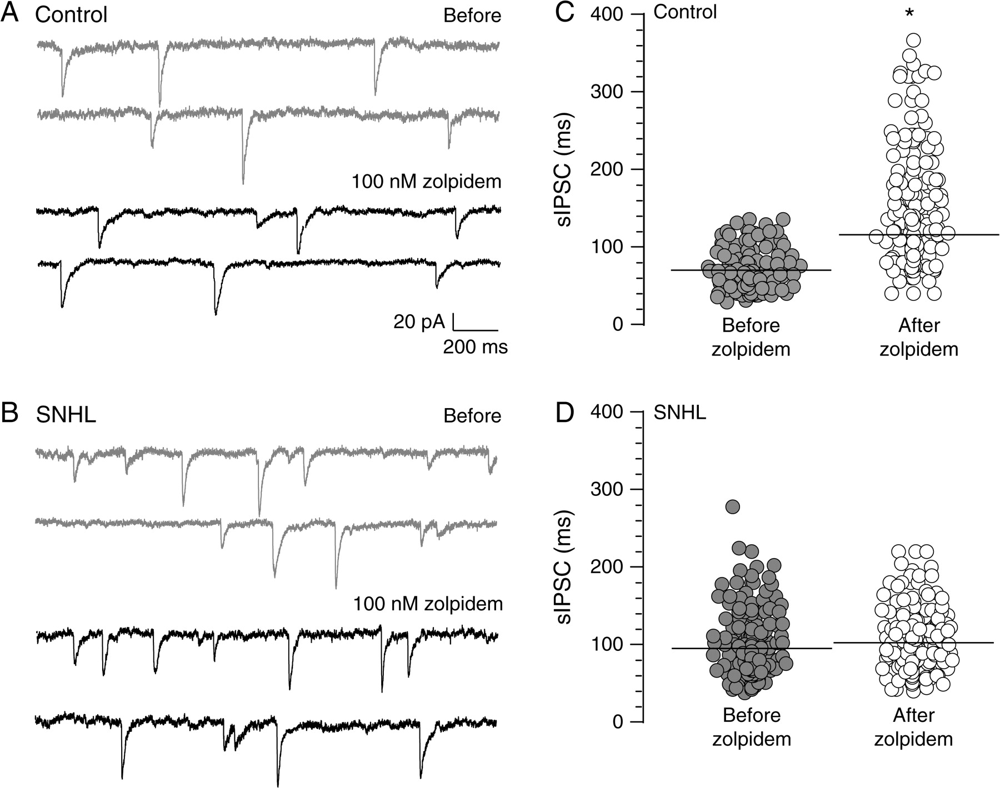 A Control Before
100 nM zolpidem
20 pA
200 ms
B SNHL Before
100 nM zolpidem
C Control *
sIPSC (ms)
400
300
200
100
0
Before zolpidem
After zolpidem
D SNHL
sIPSC (ms)
400
300
200
100
0
Before zolpidem
After zolpidem